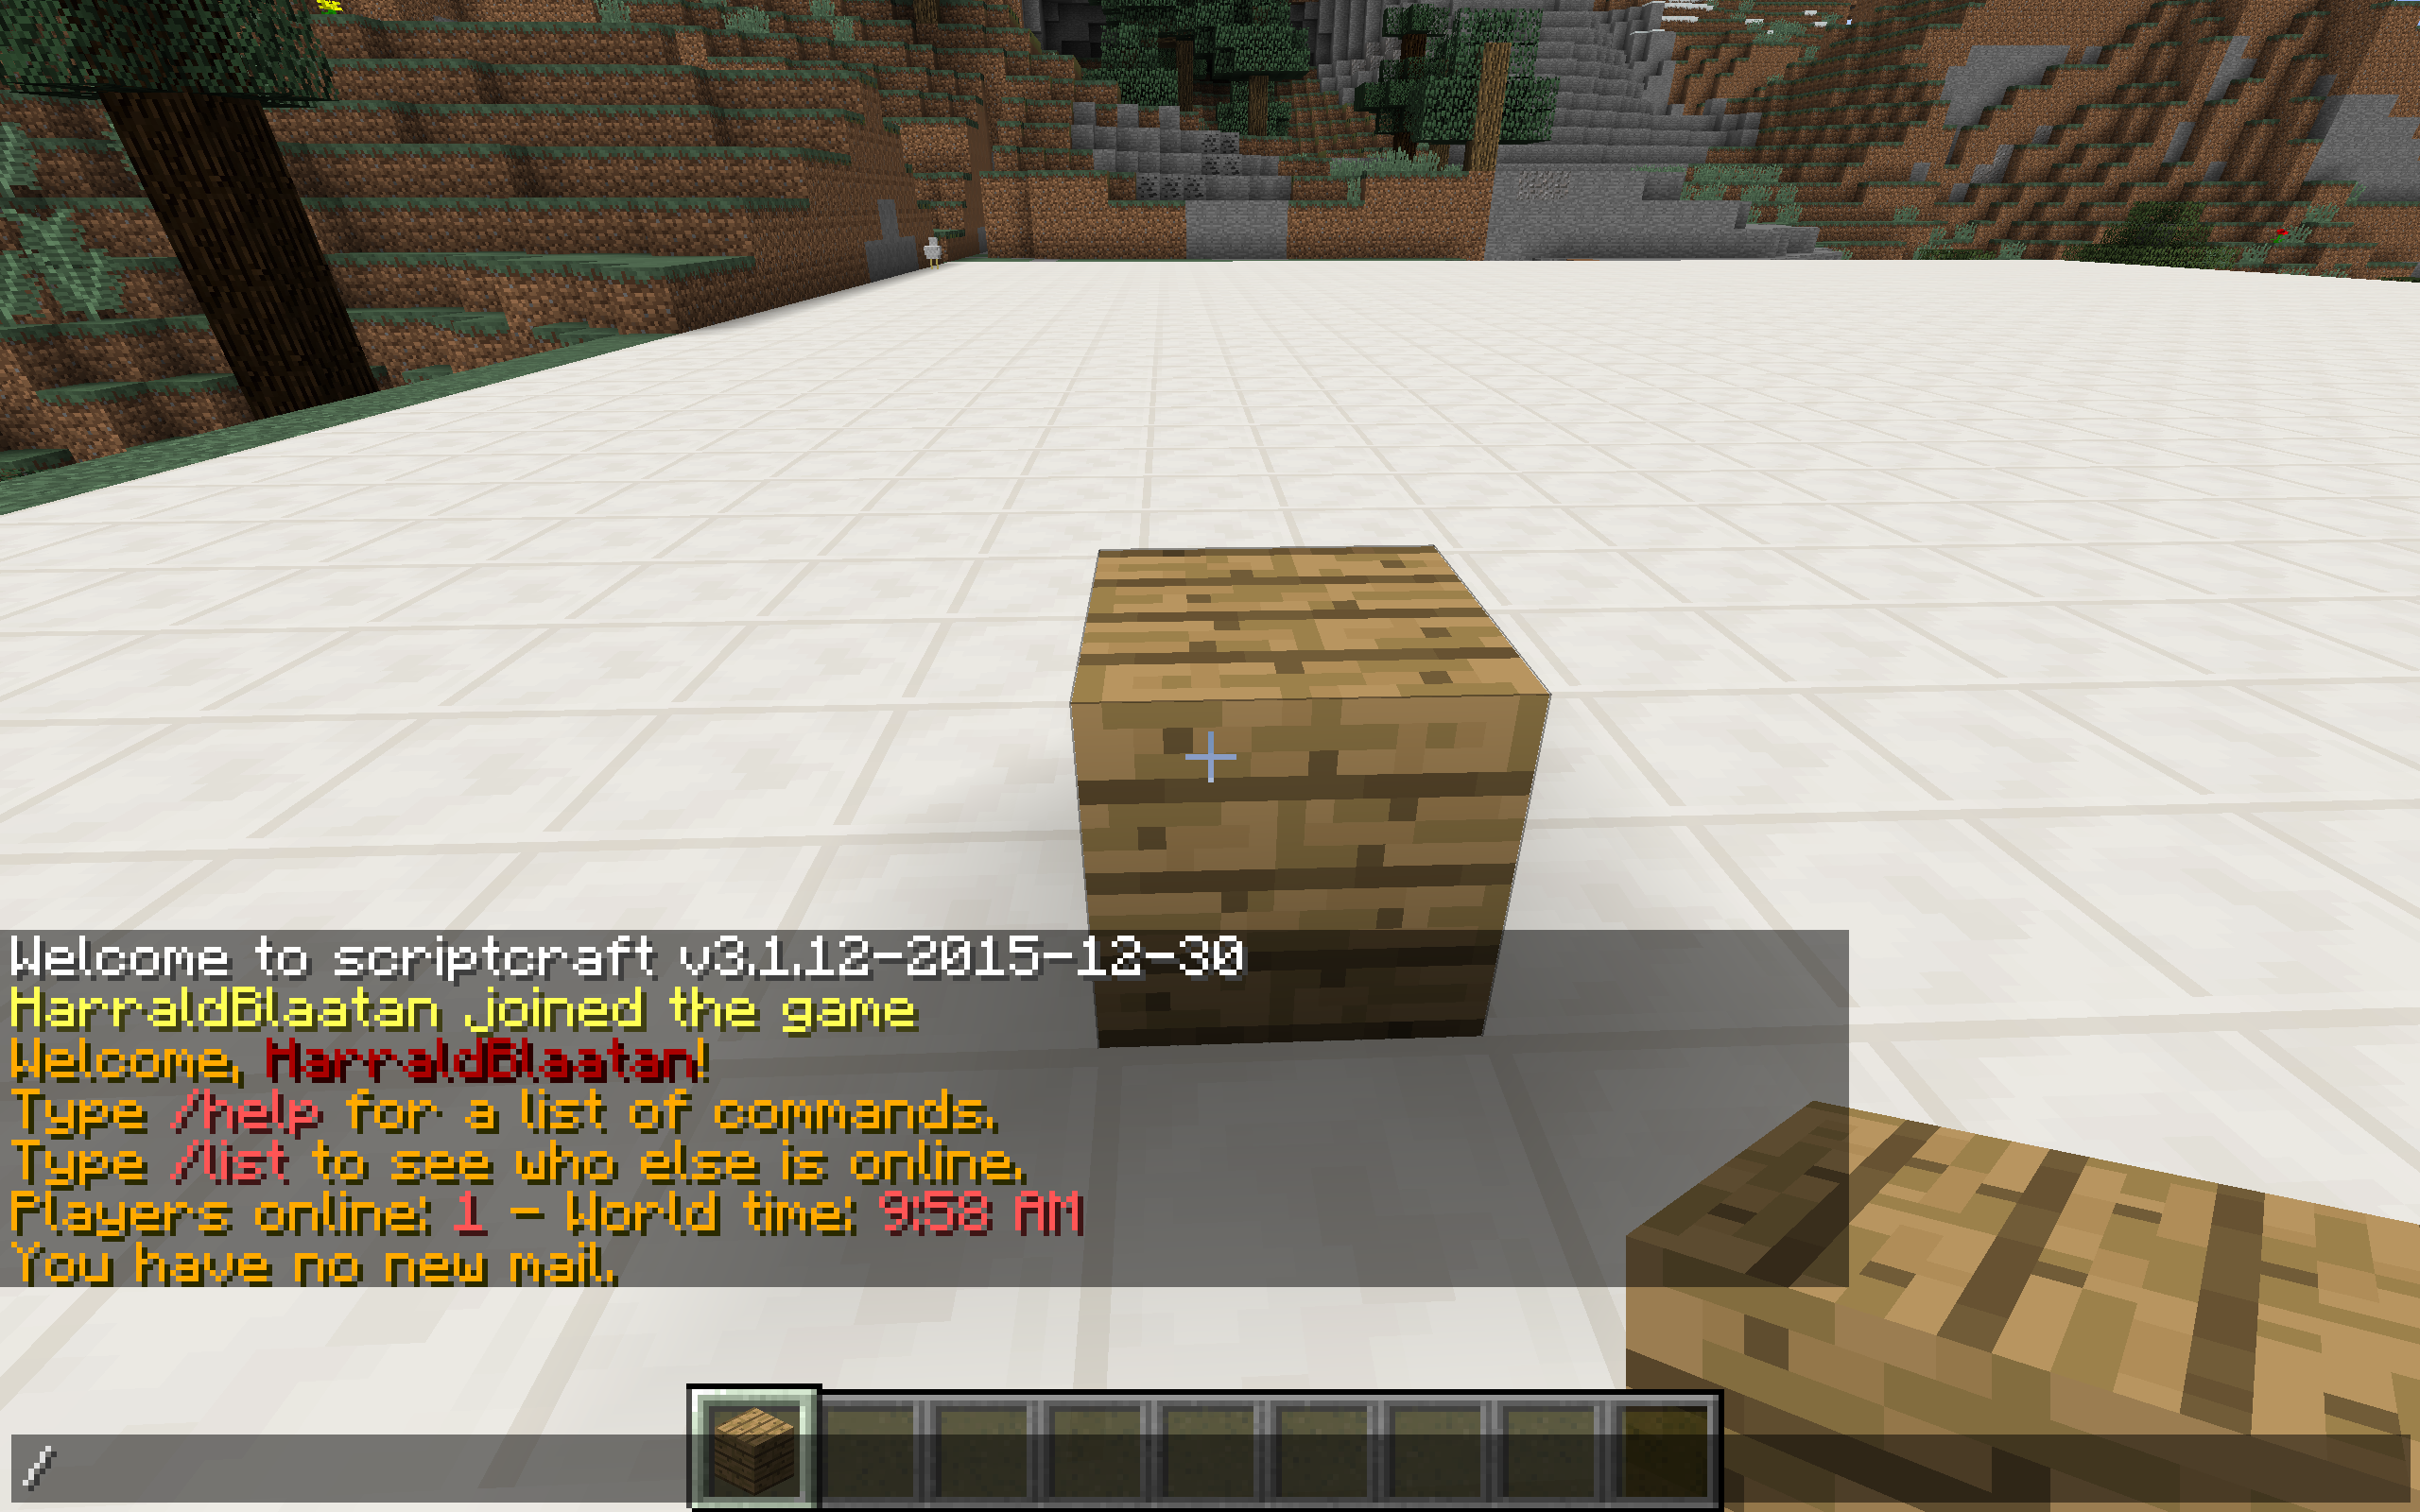 Welcome to scriptcraft v3.1.12-2015-12-30
HarraldBlaatan joined the game
Welcome, HarraldBlaatan!
Type /help for a list of commands.
Type /list to see who else is online.
Players online: 1 - World time: 9:58 AM
You have no new mail.
/